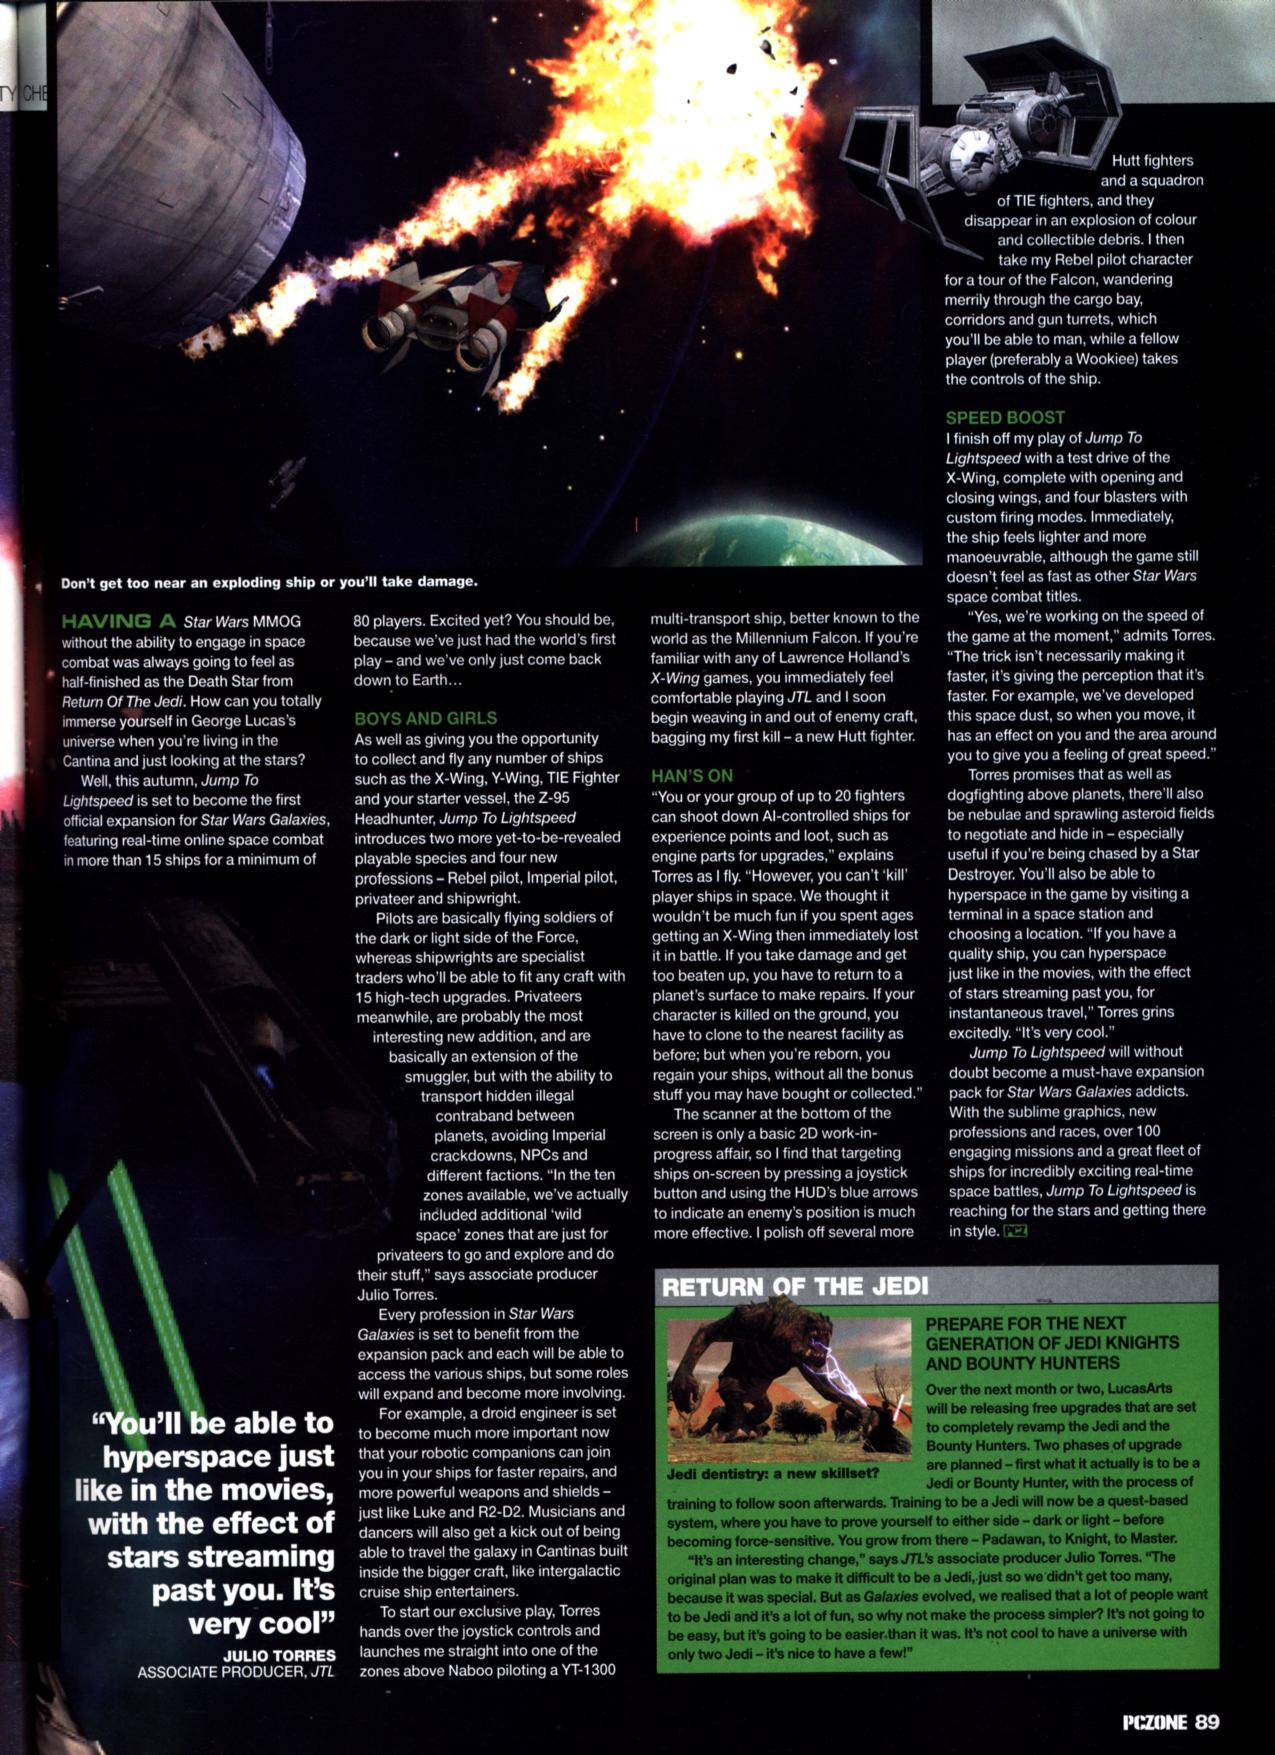 TY CHE
Don't get too near an exploding ship or you'll take damage.
HAVING A Star Wars MMOG
without the ability to engage in space
combat was always going to feel as
half-finished as the Death Star from
Return Of The Jedi. How can you totally
immerse yourself in George Lucas's
universe when you're living in the
Cantina and just looking at the stars?
Well, this autumn, Jump To
Lightspeed is set to become the first
official expansion for Star Wars Galaxies,
featuring real-time online space combat
in more than 15 ships for a minimum of
"You'll be able to
hyperspace just
like in the movies,
with the effect of
stars streaming
past you. It's
very cool"
JULIO TORRES
ASSOCIATE PRODUCER, JTL
80 players. Excited yet? You should be,
because we've just had the world's first
play – and we've only just come back
down to Earth...
BOYS AND GIRLS
As well as giving you the opportunity
to collect and fly any number of ships
such as the X-Wing, Y-Wing, TIE Fighter
and your starter vessel, the Z-95
Headhunter, Jump To Lightspeed
introduces two more yet-to-be-revealed
playable species and four new
professions – Rebel pilot, Imperial pilot,
privateer and shipwright.
Pilots are basically flying soldiers of
the dark or light side of the Force,
whereas shipwrights are specialist
traders who'll be able to fit any craft with
15 high-tech upgrades. Privateers
meanwhile, are probably the most
interesting new addition, and are
basically an extension of the
smuggler, but with the ability to
transport hidden illegal
contraband between
planets, avoiding Imperial
crackdowns, NPCs and
different factions. "In the ten
zones available, we've actually
included additional 'wild
space' zones that are just for
privateers to go and explore and do
their stuff," says associate producer
Julio Torres.
Every profession in Star Wars
Galaxies is set to benefit from the
expansion pack and each will be able to
access the various ships, but some roles
will expand and become more involving.
For example, a droid engineer is set
to become much more important now
that your robotic companions can join
you in your ships for faster repairs, and
more powerful weapons and shields –
just like Luke and R2-D2. Musicians and
dancers will also get a kick out of being
able to travel the galaxy in Cantinas built
inside the bigger craft, like intergalactic
cruise ship entertainers.
To start our exclusive play, Torres
hands over the joystick controls and
launches me straight into one of the
zones above Naboo piloting a YT-1300
multi-transport ship, better known to the
world as the Millennium Falcon. If you're
familiar with any of Lawrence Holland's
X-Wing games, you immediately feel
comfortable playing JTL and I soon
begin weaving in and out of enemy craft,
bagging my first kill – a new Hutt fighter.
HAN'S ON
"You or your group of up to 20 fighters
can shoot down AI-controlled ships for
experience points and loot, such as
engine parts for upgrades," explains
Torres as I fly. "However, you can't 'kill'
player ships in space. We thought it
wouldn't be much fun if you spent ages
getting an X-Wing then immediately lost
it in battle. If you take damage and get
too beaten up, you have to return to a
planet's surface to make repairs. If your
character is killed on the ground, you
have to clone to the nearest facility as
before; but when you're reborn, you
regain your ships, without all the bonus
stuff you may have bought or collected."
The scanner at the bottom of the
screen is only a basic 2D work-in-
progress affair, so I find that targeting
ships on-screen by pressing a joystick
button and using the HUD's blue arrows
to indicate an enemy's position is much
more effective. I polish off several more
Hutt fighters
and a squadron
of TIE fighters, and they
disappear in an explosion of colour
and collectible debris. I then
take my Rebel pilot character
for a tour of the Falcon, wandering
merrily through the cargo bay,
corridors and gun turrets, which
you'll be able to man, while a fellow
player (preferably a Wookiee) takes
the controls of the ship.
SPEED BOOST
I finish off my play of Jump To
Lightspeed with a test drive of the
X-Wing, complete with opening and
closing wings, and four blasters with
custom firing modes. Immediately,
the ship feels lighter and more
manoeuvrable, although the game still
doesn't feel as fast as other Star Wars
space combat titles.
"Yes, we're working on the speed of
the game at the moment," admits Torres.
"The trick isn't necessarily making it
faster, it's giving the perception that it's
faster. For example, we've developed
this space dust, so when you move, it
has an effect on you and the area around
you to give you a feeling of great speed."
Torres promises that as well as
dogfighting above planets, there'll also
be nebulae and sprawling asteroid fields
to negotiate and hide in – especially
useful if you're being chased by a Star
Destroyer. You'll also be able to
hyperspace in the game by visiting a
terminal in a space station and
choosing a location. "If you have a
quality ship, you can hyperspace
just like in the movies, with the effect
of stars streaming past you, for
instantaneous travel," Torres grins
excitedly. "It's very cool."
Jump To Lightspeed will without
doubt become a must-have expansion
pack for Star Wars Galaxies addicts.
With the sublime graphics, new
professions and races, over 100
engaging missions and a great fleet of
ships for incredibly exciting real-time
space battles, Jump To Lightspeed is
reaching for the stars and getting there
in style. PCZ
RETURN OF THE JEDI
Jedi dentistry: a new skillset?
PREPARE FOR THE NEXT
GENERATION OF JEDI KNIGHTS
AND BOUNTY HUNTERS
Over the next month or two, LucasArts
will be releasing free upgrades that are set
to completely revamp the Jedi and the
Bounty Hunters. Two phases of upgrade
are planned – first what it actually is to be a
Jedi or Bounty Hunter, with the process of
training to follow soon afterwards. Training to be a Jedi will now be a quest-based
system, where you have to prove yourself to either side – dark or light – before
becoming force-sensitive. You grow from there – Padawan, to Knight, to Master.
"It's an interesting change," says JTL's associate producer Julio Torres. "The
original plan was to make it difficult to be a Jedi, just so we didn't get too many,
because it was special. But as Galaxies evolved, we realised that a lot of people want
to be Jedi and it's a lot of fun, so why not make the process simpler? It's not going to
be easy, but it's going to be easier than it was. It's not cool to have a universe with
only two Jedi – it's nice to have a few!"
PCZONE 89